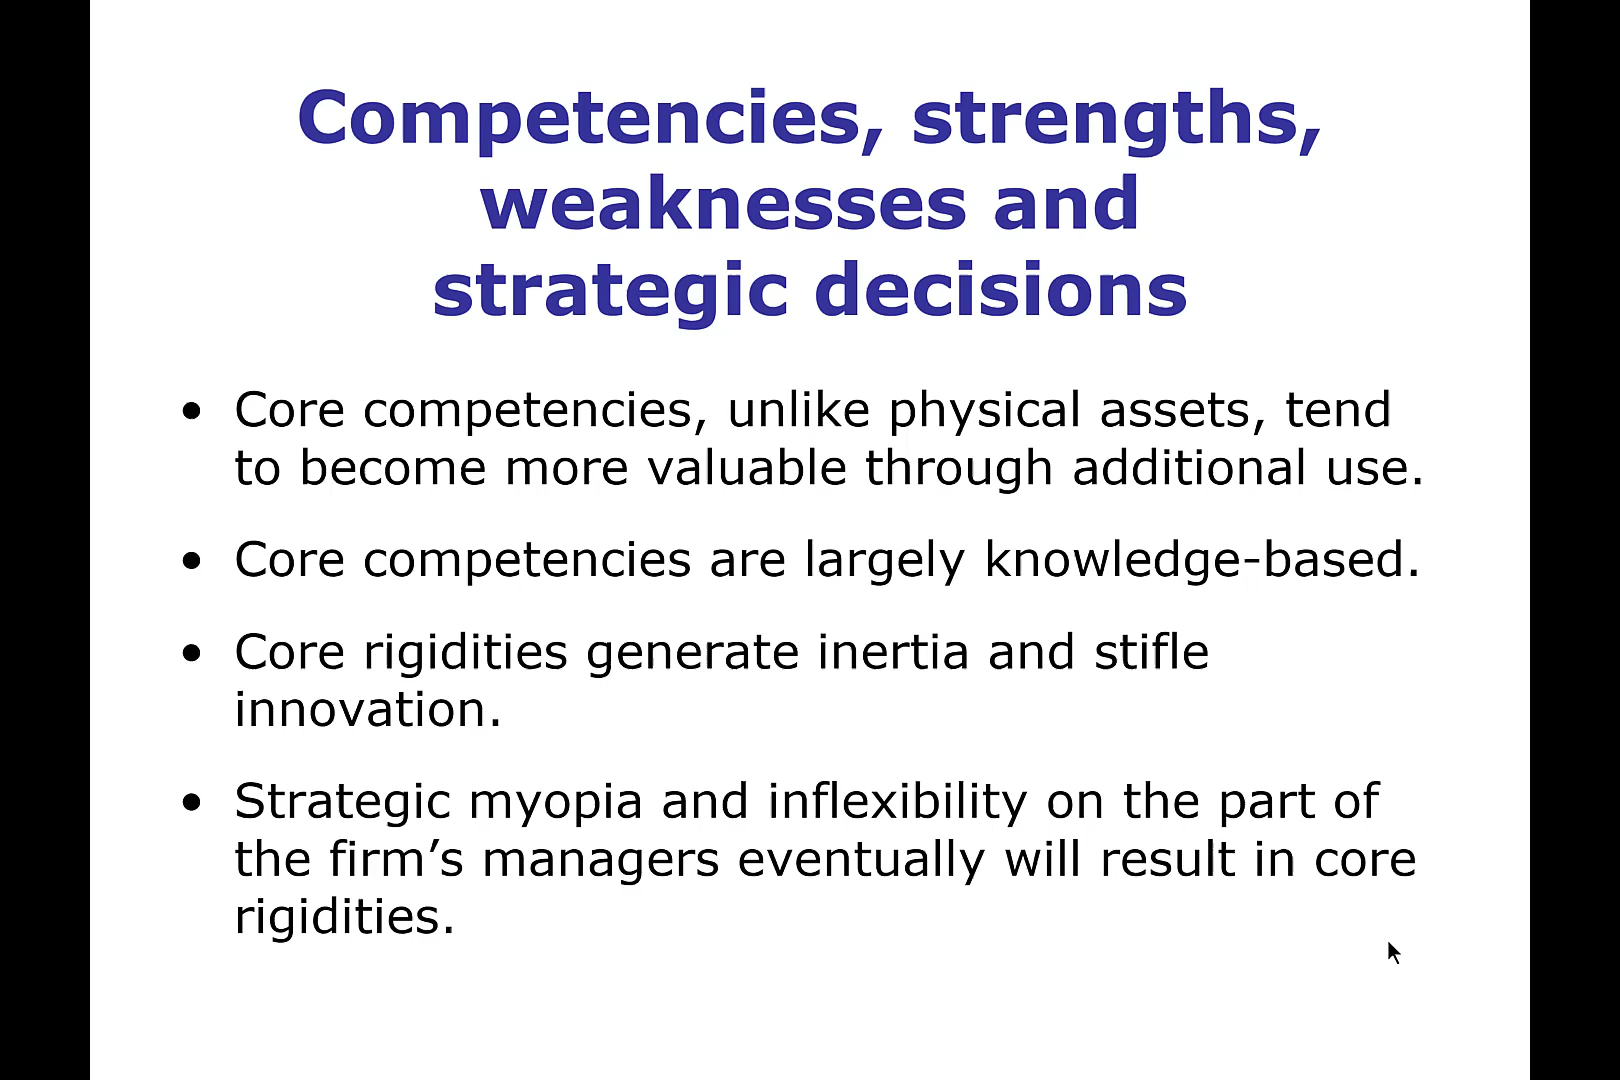 Competencies, strengths,
weaknesses and
strategic decisions
• Core competencies, unlike physical assets, tend
to become more valuable through additional use.
• Core competencies are largely knowledge-based.
• Core rigidities generate inertia and stifle
innovation.
• Strategic myopia and inflexibility on the part of
the firm’s managers eventually will result in core
rigidities.